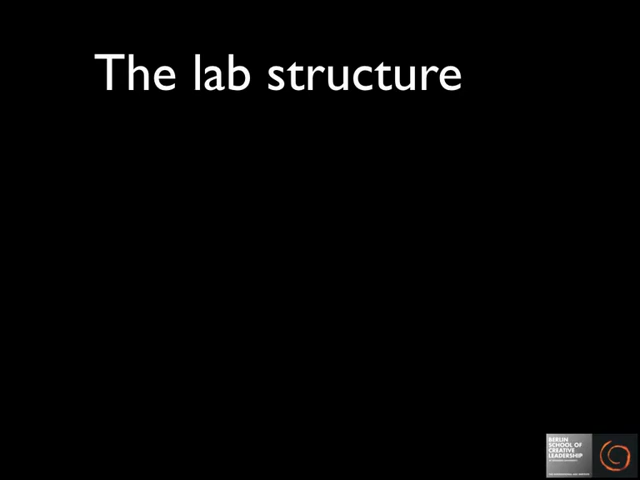 The lab structure
BERLIN
SCHOOL OF
CREATIVE
LEADERSHIP